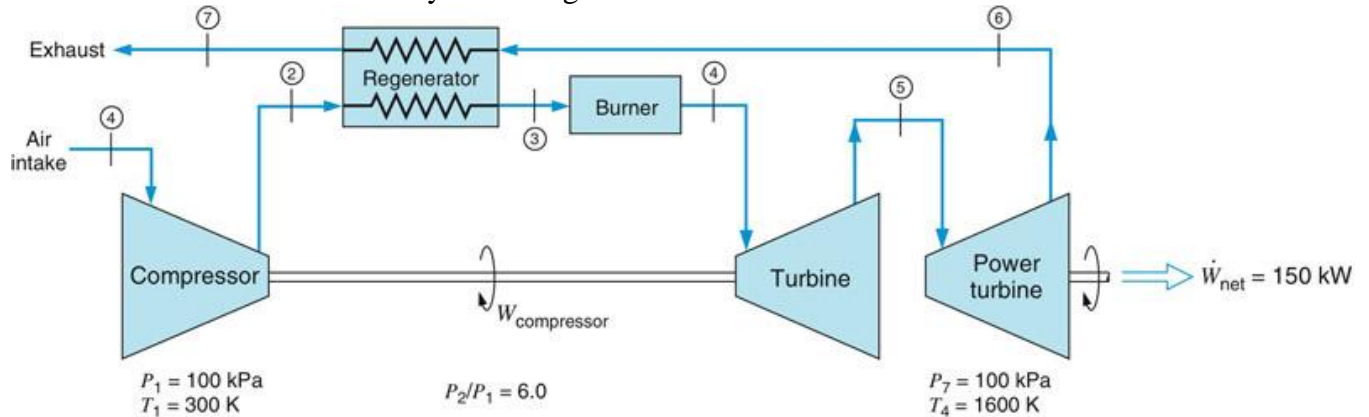 ⑦
⑥
Exhaust
②
Regenerator
④
⑤
Burner
④
Air
intake
③
Compressor
Turbine
Power
turbine
Ẇnet = 150 kW
Wcompressor
P1 = 100 kPa
T1 = 300 K
P2/P1 = 6.0
P7 = 100 kPa
T4 = 1600 K